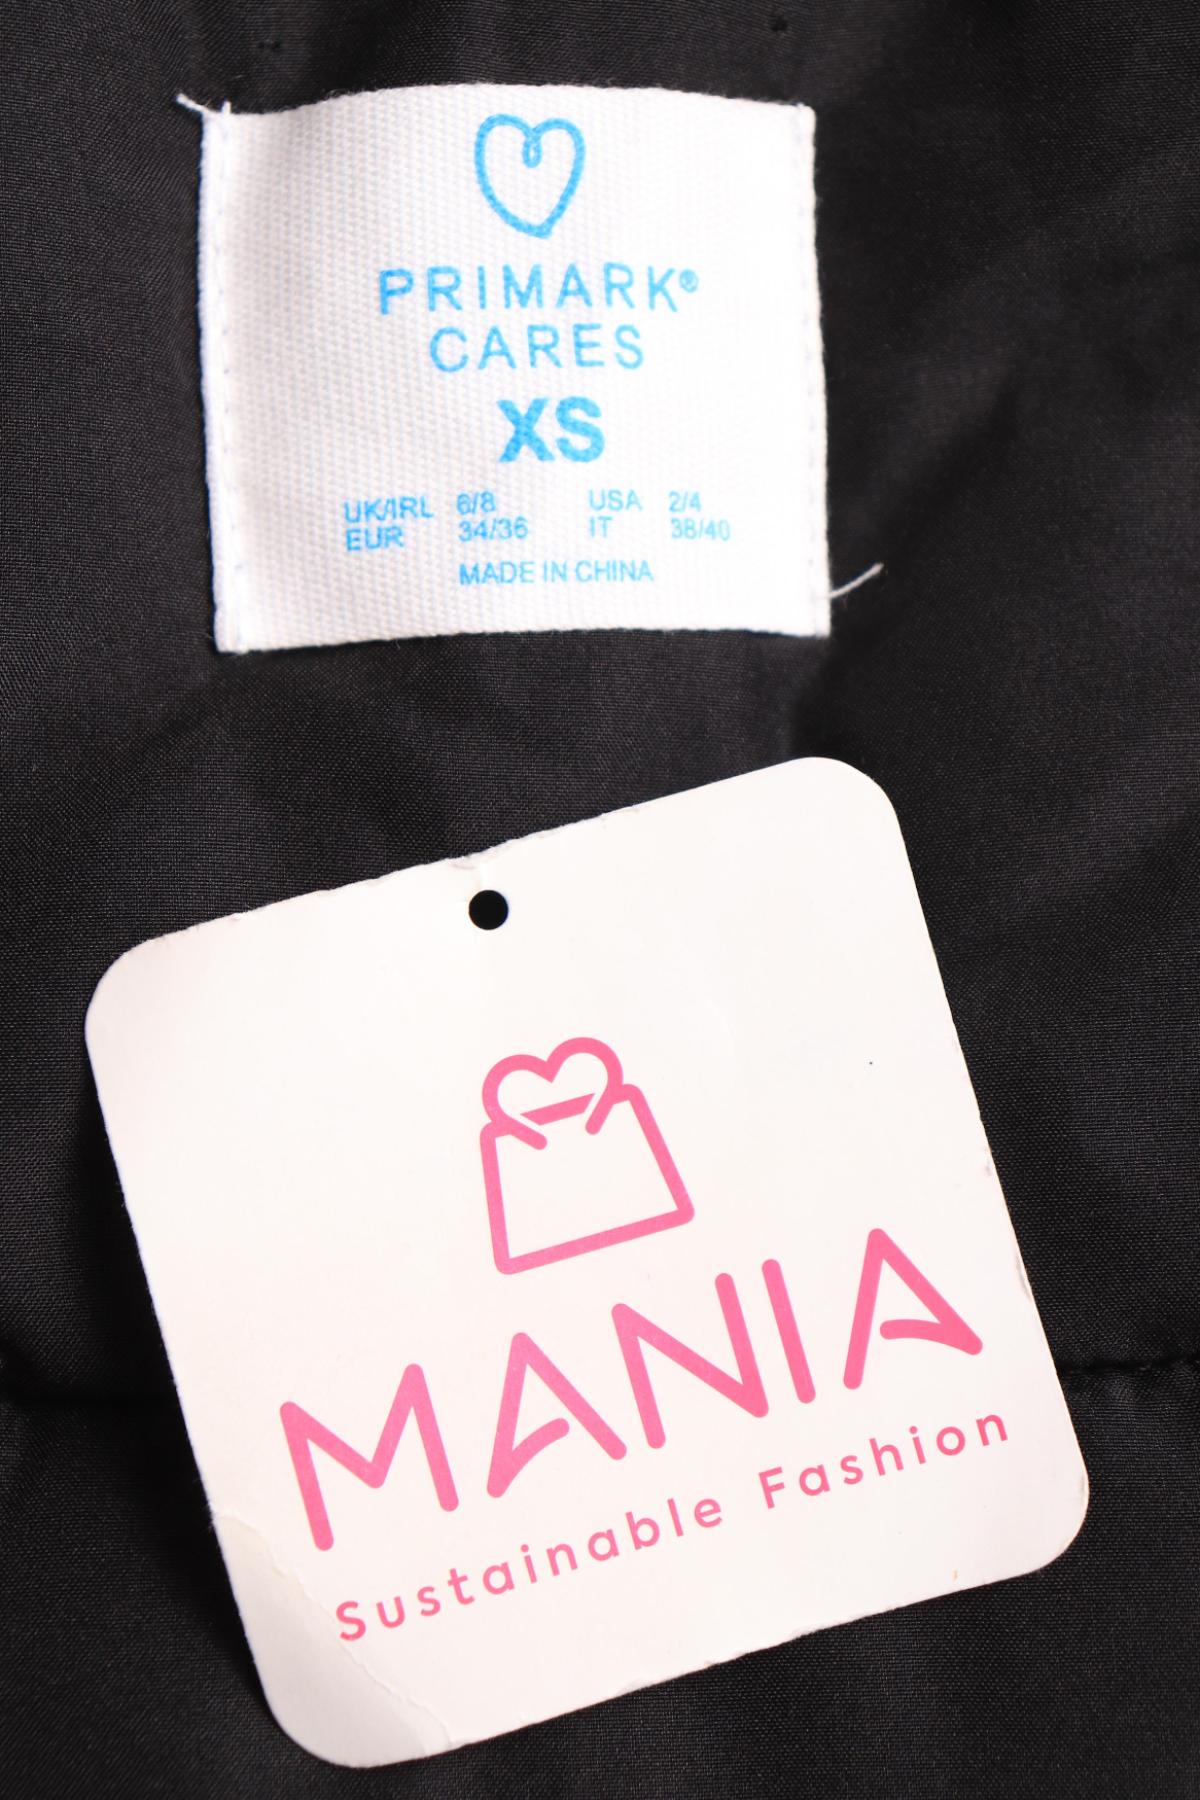 PRIMARK®
CARES
XS
UK/IRL 6/8 USA 2/4
EUR 34/36 IT 38/40
MADE IN CHINA
MANIA
Sustainable Fashion